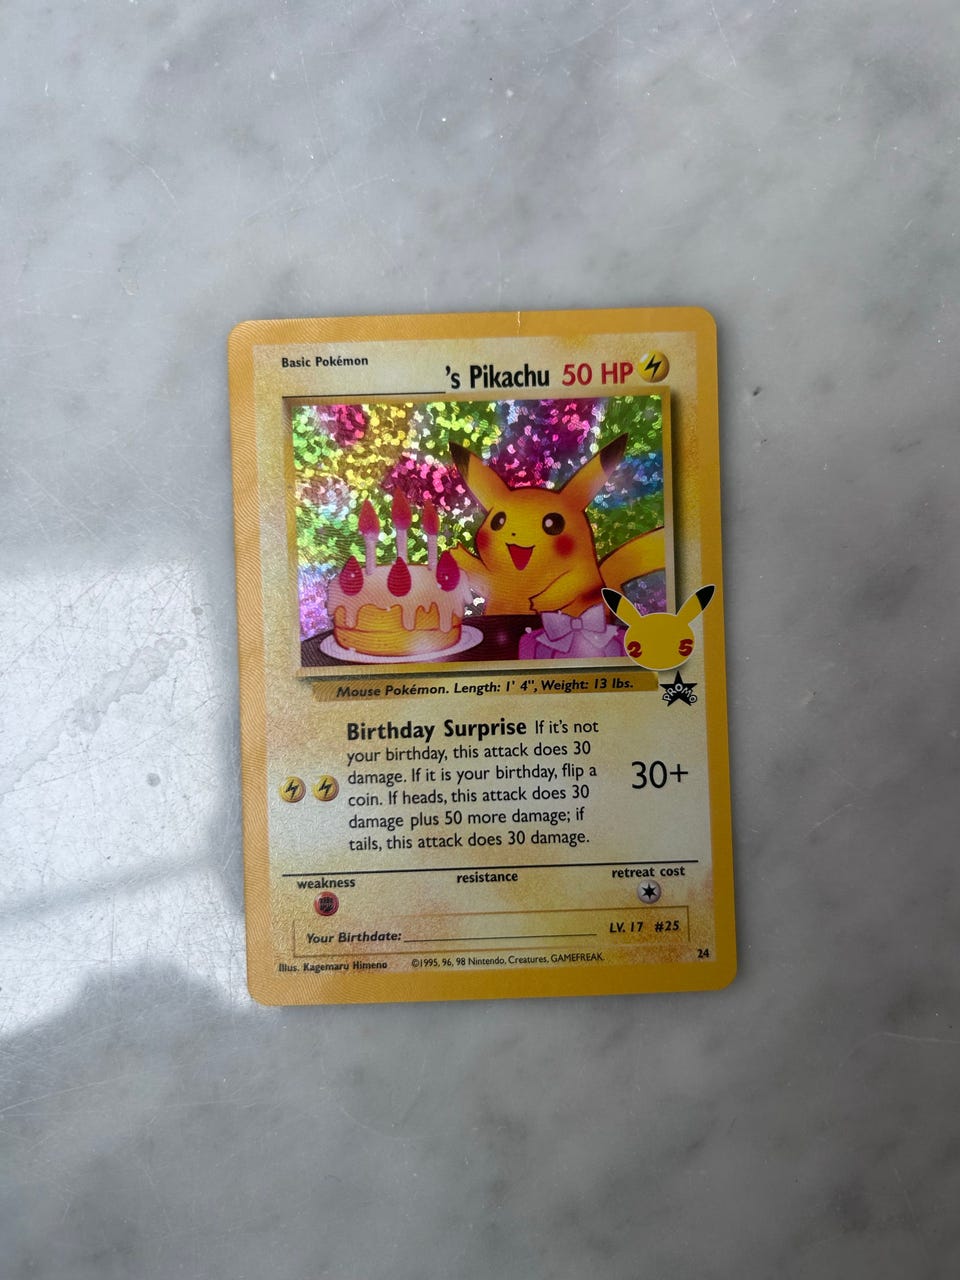 Basic Pokémon
's Pikachu 50 HP
25
Mouse Pokémon. Length: 1' 4", Weight: 13 lbs.
PROMO
Birthday Surprise If it's not
your birthday, this attack does 30
damage. If it is your birthday, flip a
coin. If heads, this attack does 30
damage plus 50 more damage; if
tails, this attack does 30 damage.
30+
weakness resistance retreat cost
Your Birthdate: LV. 17 #25
Illus. Kagemaru Himeno ©1995, 96, 98 Nintendo, Creatures, GAMEFREAK. 24